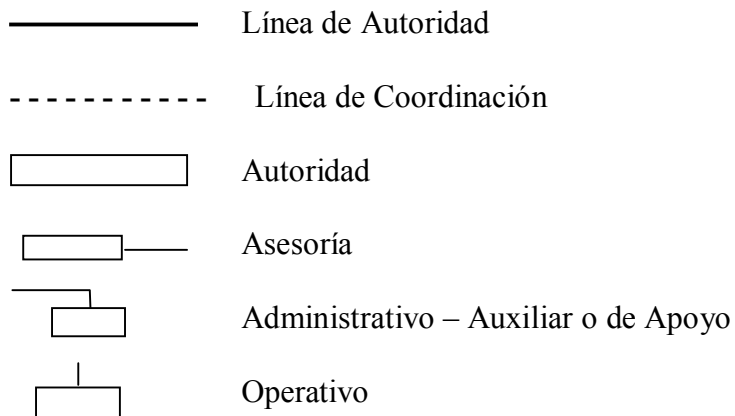 Línea de Autoridad
Línea de Coordinación
Autoridad
Asesoría
Administrativo – Auxiliar o de Apoyo
Operativo